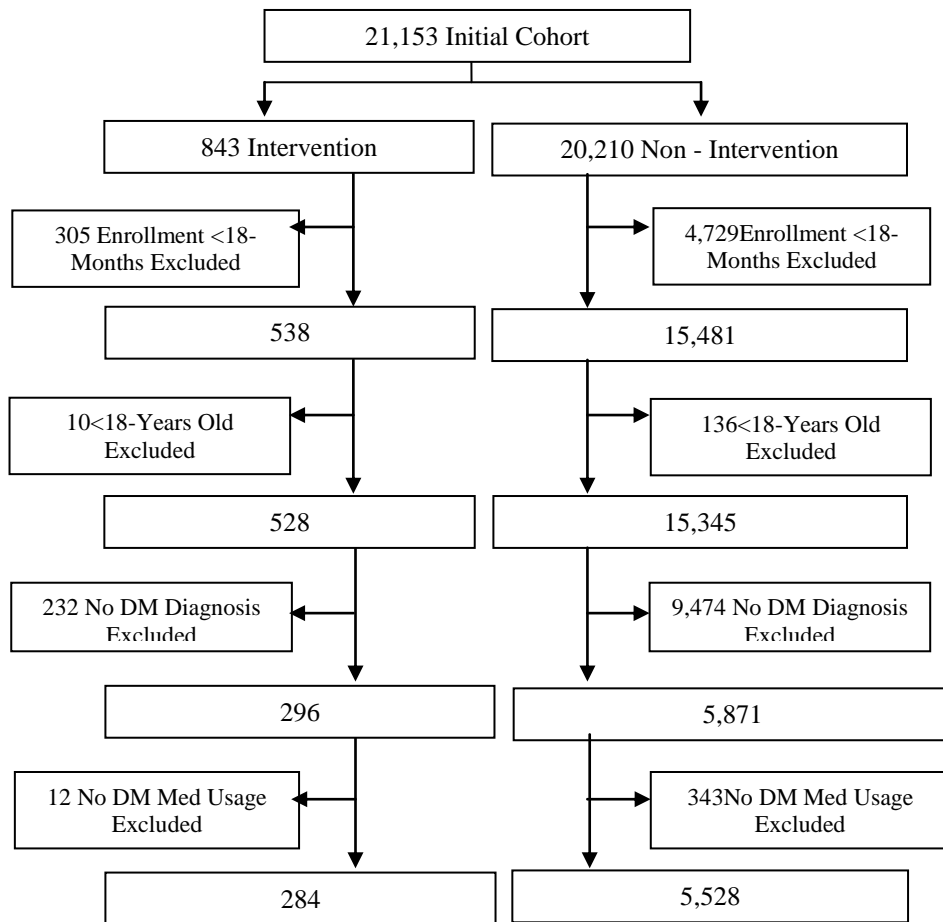 21,153 Initial Cohort
843 Intervention
20,210 Non - Intervention
305 Enrollment <18-
Months Excluded
4,729Enrollment <18-
Months Excluded
538
15,481
10<18-Years Old
Excluded
136<18-Years Old
Excluded
528
15,345
232 No DM Diagnosis
Excluded
9,474 No DM Diagnosis
Excluded
296
5,871
12 No DM Med Usage
Excluded
343No DM Med Usage
Excluded
284
5,528